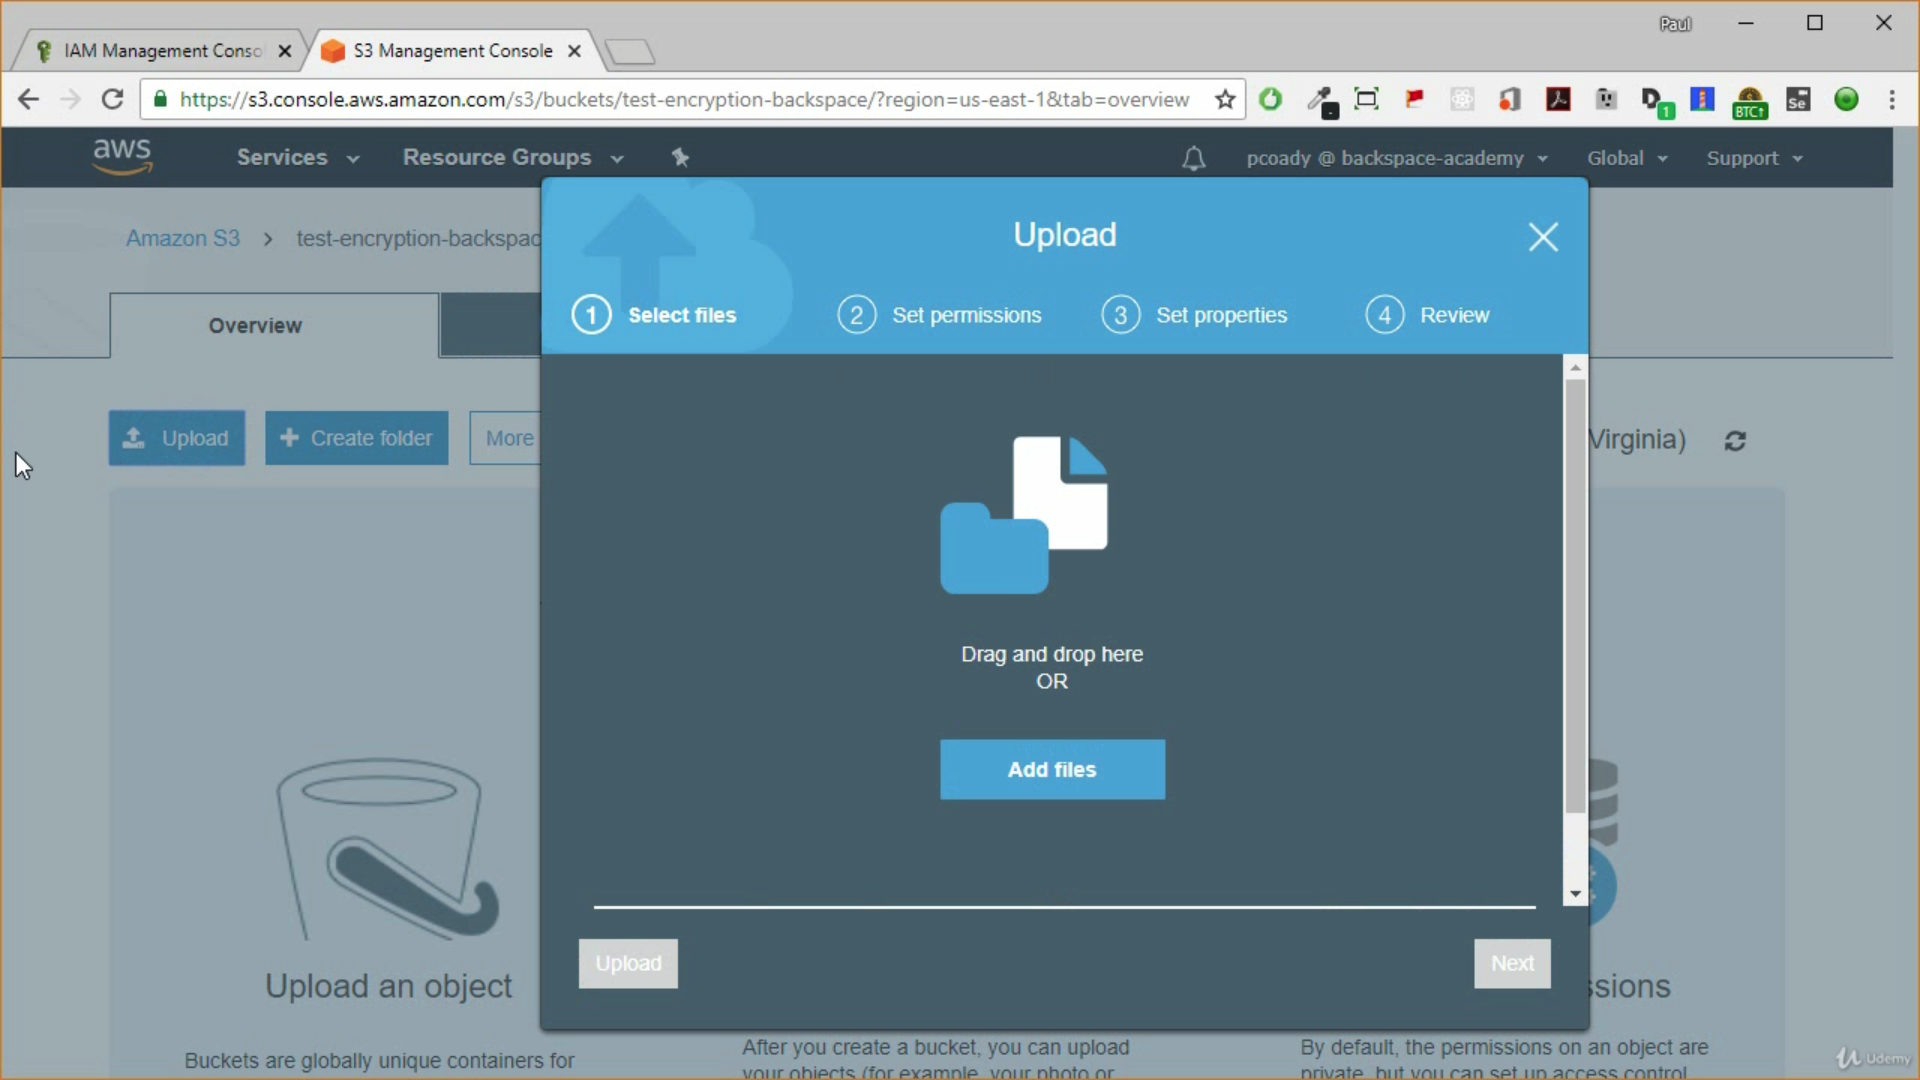 Paul
IAM Management Conso
S3 Management Console
https://s3.console.aws.amazon.com/s3/buckets/test-encryption-backspace/?region=us-east-1&tab=overview
1
BTC↑
Se
aws
Services
Resource Groups
pcoady @ backspace-academy
Global
Support
Amazon S3 > test-encryption-backspac
Upload
1 Select files
2 Set permissions
3 Set properties
4 Review
Overview
Upload
Create folder
More
Virginia)
Drag and drop here
OR
Add files
Upload
Next
Upload an object
ssions
Buckets are globally unique containers for
After you create a bucket, you can upload
your objects (for example, your photo or
By default, the permissions on an object are
private, but you can set up access control
Udemy